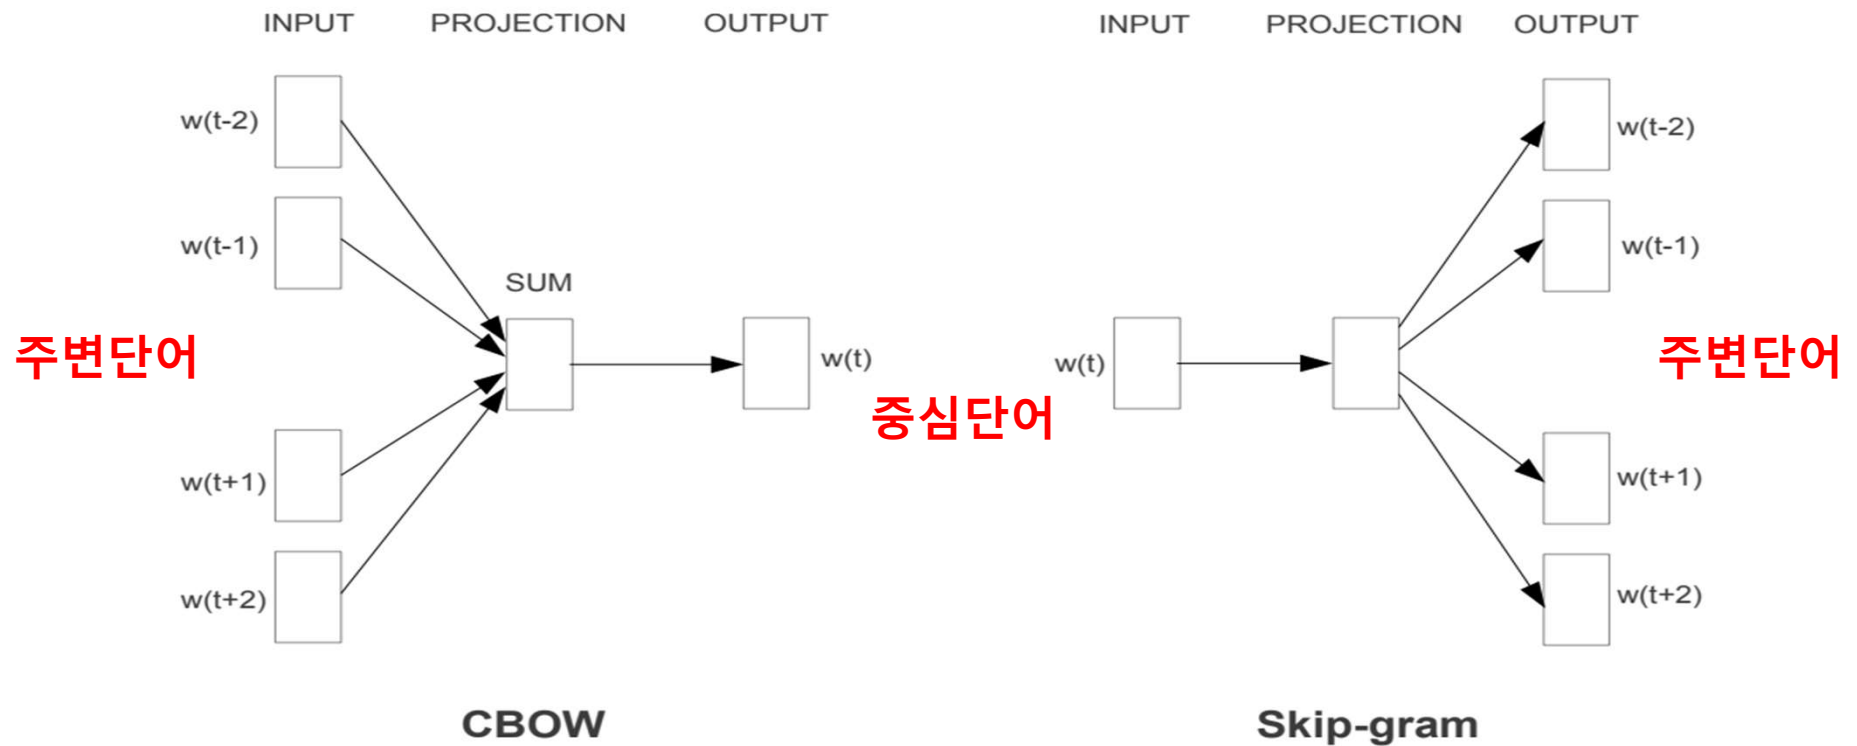 INPUT PROJECTION OUTPUT
w(t-2)
w(t-1)
SUM
주변단어
w(t)
w(t+1)
w(t+2)
CBOW
중심단어
INPUT PROJECTION OUTPUT
w(t-2)
w(t-1)
w(t)
주변단어
w(t+1)
w(t+2)
Skip-gram